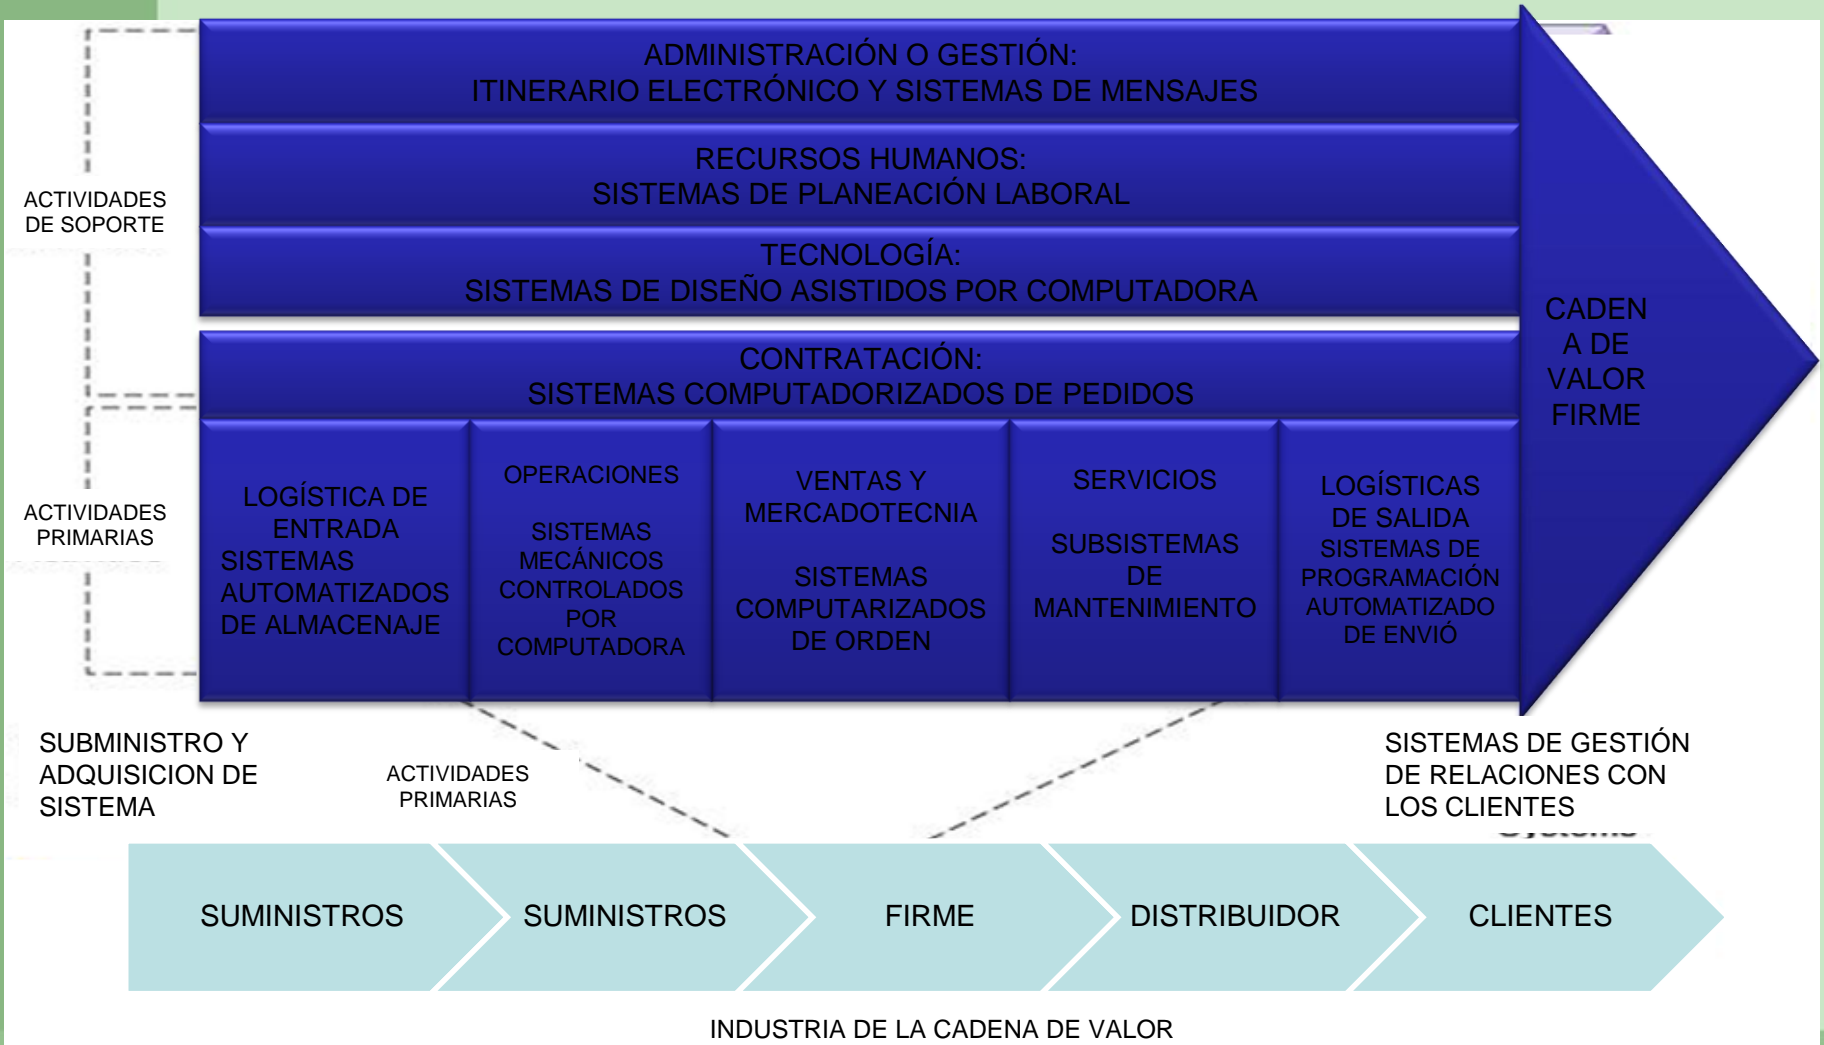 ADMINISTRACIÓN O GESTIÓN:
ITINERARIO ELECTRÓNICO Y SISTEMAS DE MENSAJES
RECURSOS HUMANOS:
SISTEMAS DE PLANEACIÓN LABORAL
TECNOLOGÍA:
SISTEMAS DE DISEÑO ASISTIDOS POR COMPUTADORA
ACTIVIDADES
DE SOPORTE
CONTRATACIÓN:
SISTEMAS COMPUTADORIZADOS DE PEDIDOS
CADEN
A DE
VALOR
FIRME
ACTIVIDADES
PRIMARIAS
LOGÍSTICA DE
ENTRADA
SISTEMAS
AUTOMATIZADOS
DE ALMACENAJE
OPERACIONES
SISTEMAS
MECÁNICOS
CONTROLADOS
POR
COMPUTADORA
VENTAS Y
MERCADOTECNIA
SISTEMAS
COMPUTARIZADOS
DE ORDEN
SERVICIOS
SUBSISTEMAS
DE
MANTENIMIENTO
LOGÍSTICAS
DE SALIDA
SISTEMAS DE
PROGRAMACIÓN
AUTOMATIZADO
DE ENVIÓ
SUBMINISTRO Y
ADQUISICION DE
SISTEMA
ACTIVIDADES
PRIMARIAS
SISTEMAS DE GESTIÓN
DE RELACIONES CON
LOS CLIENTES
SUMINISTROS
SUMINISTROS
FIRME
DISTRIBUIDOR
CLIENTES
INDUSTRIA DE LA CADENA DE VALOR